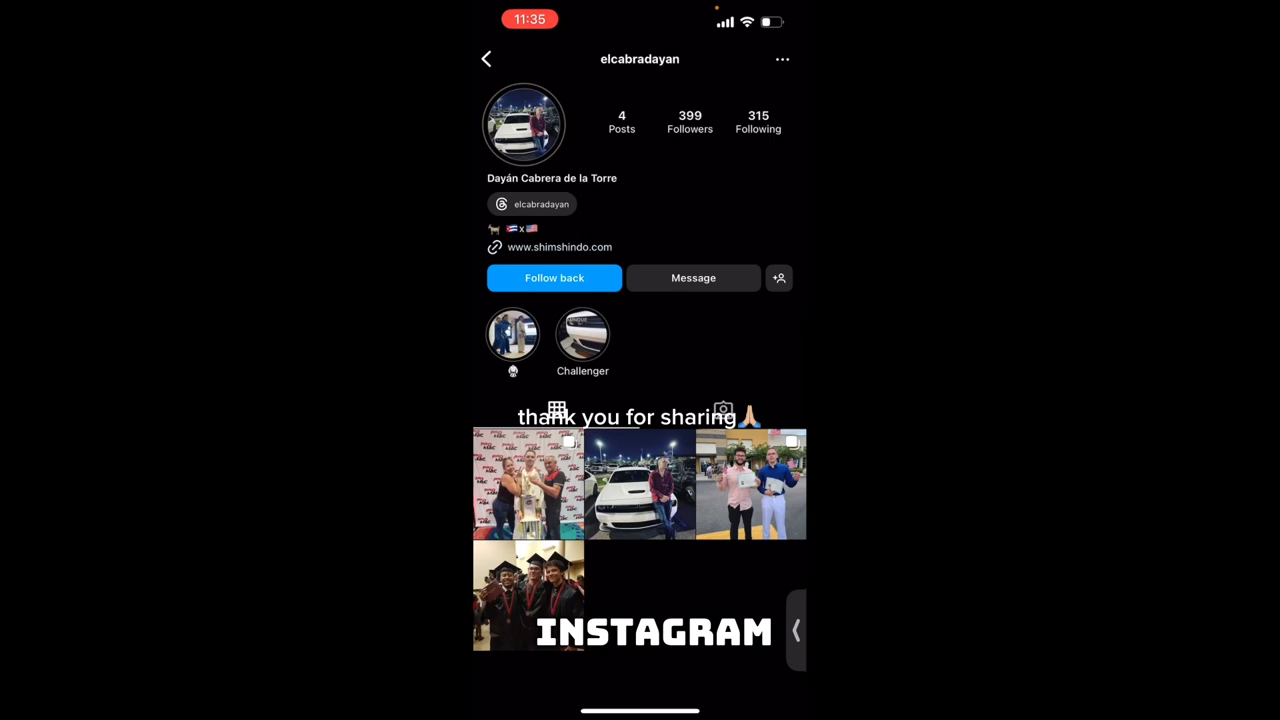 11:35
elcabradayan
4
Posts
399
Followers
315
Following
Dayán Cabrera de la Torre
elcabradayan
x
www.shimshindo.com
Follow back
Message
Challenger
thank you for sharing🙏🏼
INSTAGRAM